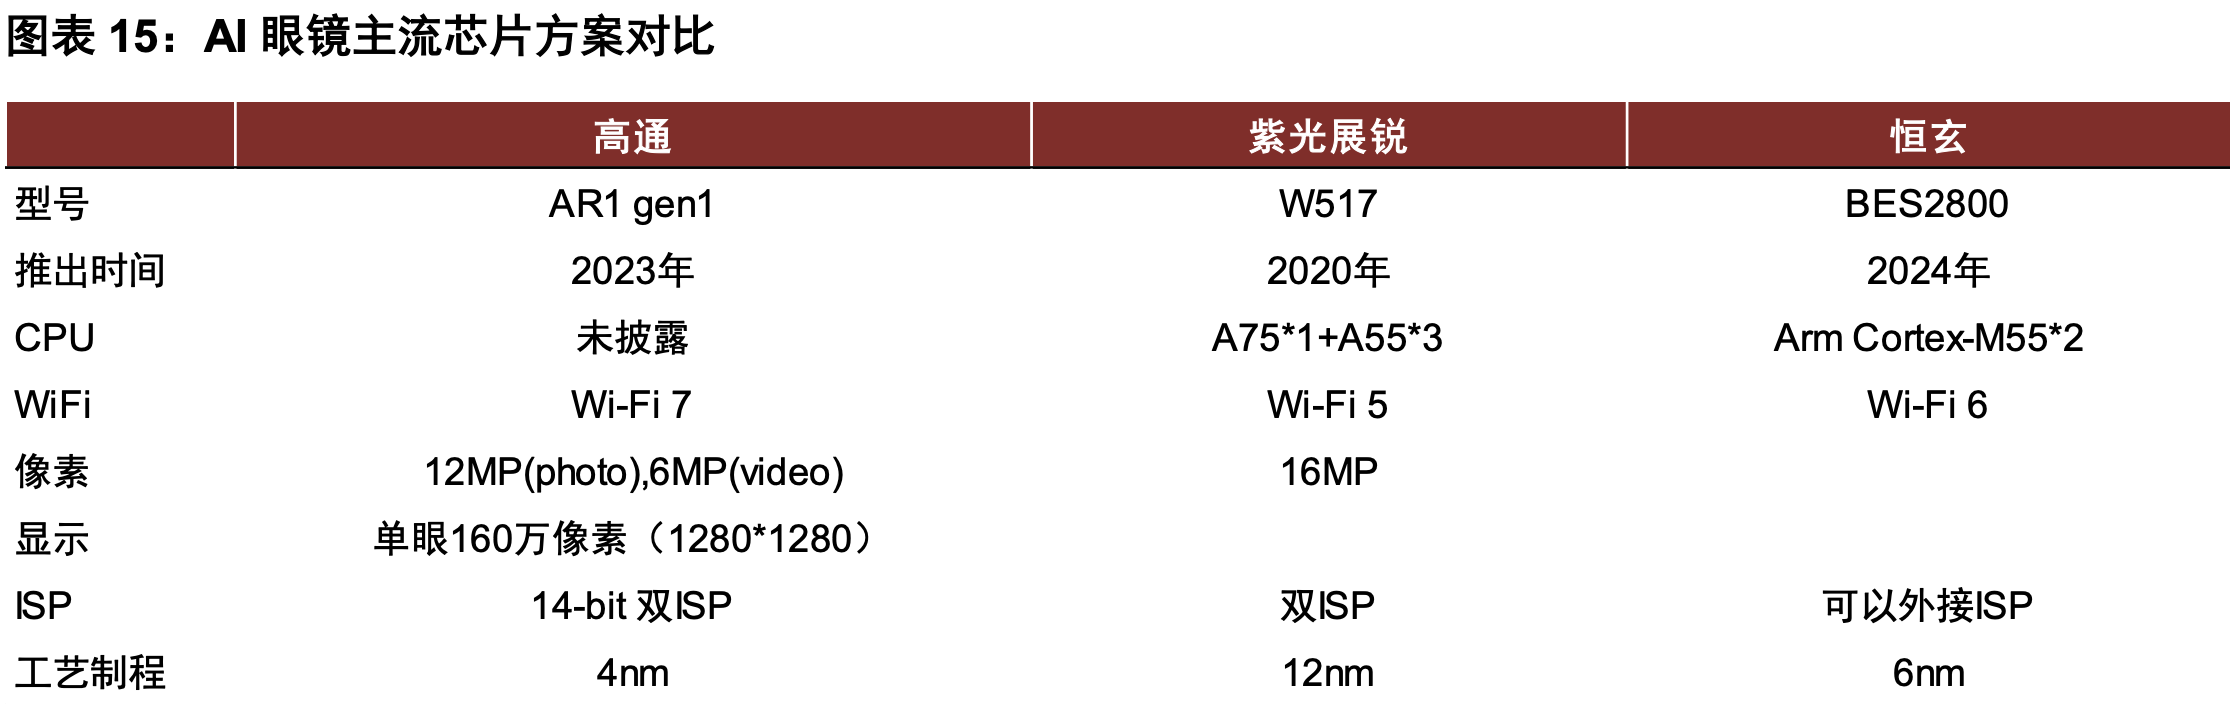 图表 15：AI 眼镜主流芯片方案对比
高通 紫光展锐 恒玄
型号 AR1 gen1 W517 BES2800
推出时间 2023年 2020年 2024年
CPU 未披露 A75*1+A55*3 Arm Cortex-M55*2
WiFi Wi-Fi 7 Wi-Fi 5 Wi-Fi 6
像素 12MP(photo),6MP(video) 16MP
显示 单眼160万像素（1280*1280）
ISP 14-bit 双ISP 双ISP 可以外接ISP
工艺制程 4nm 12nm 6nm